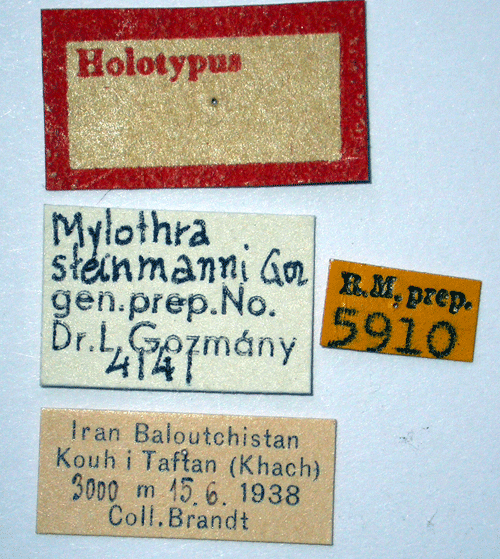 Holotypus
Mylothra
steinmanni Goz
gen.prep.No.
Dr.L.Gozmány
4141
R.M. prep.
5910
Iran Baloutchistan
Kouh i Taftan (Khach)
3000 m 15.6. 1938
Coll.Brandt